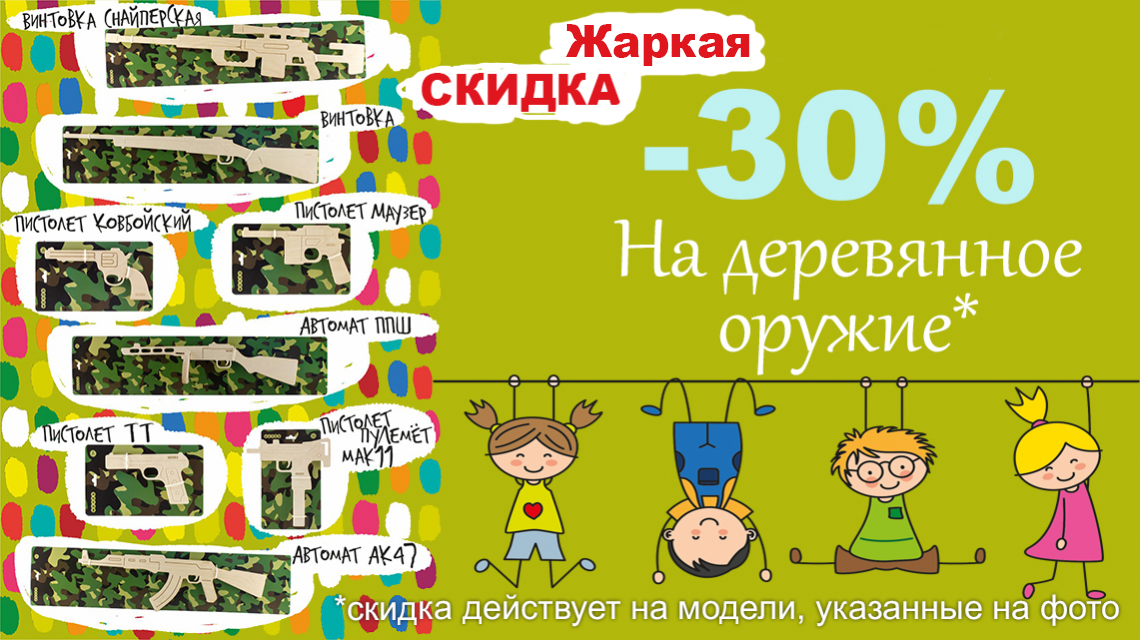 ВИНТОВКА СНАЙПЕРСКАЯ
ВИНТОВКА
ПИСТОЛЕТ КОВБОЙСКИЙ
ПИСТОЛЕТ МАУЗЕР
АВТОМАТ ППШ
ПИСТОЛЕТ ТТ
ПИСТОЛЕТ
ПУЛЕМЁТ
МАК11
АВТОМАТ АК47
Жаркая
СКИДКА
-30%
На деревянное
оружие*
*скидка действует на модели, указанные на фото